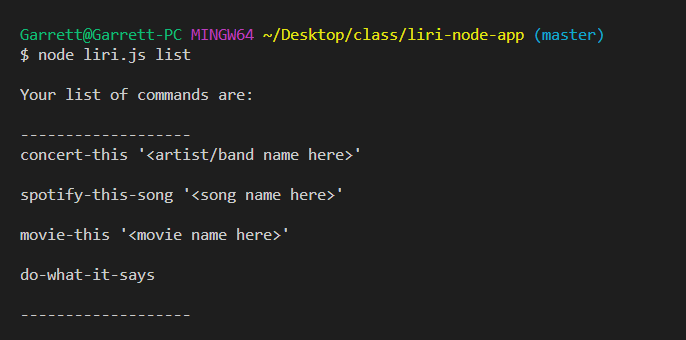 Garrett@Garrett-PC MINGW64 ~/Desktop/class/liri-node-app (master)
$ node liri.js list
Your list of commands are:
-------------------
concert-this '<artist/band name here>'
spotify-this-song '<song name here>'
movie-this '<movie name here>'
do-what-it-says
-------------------